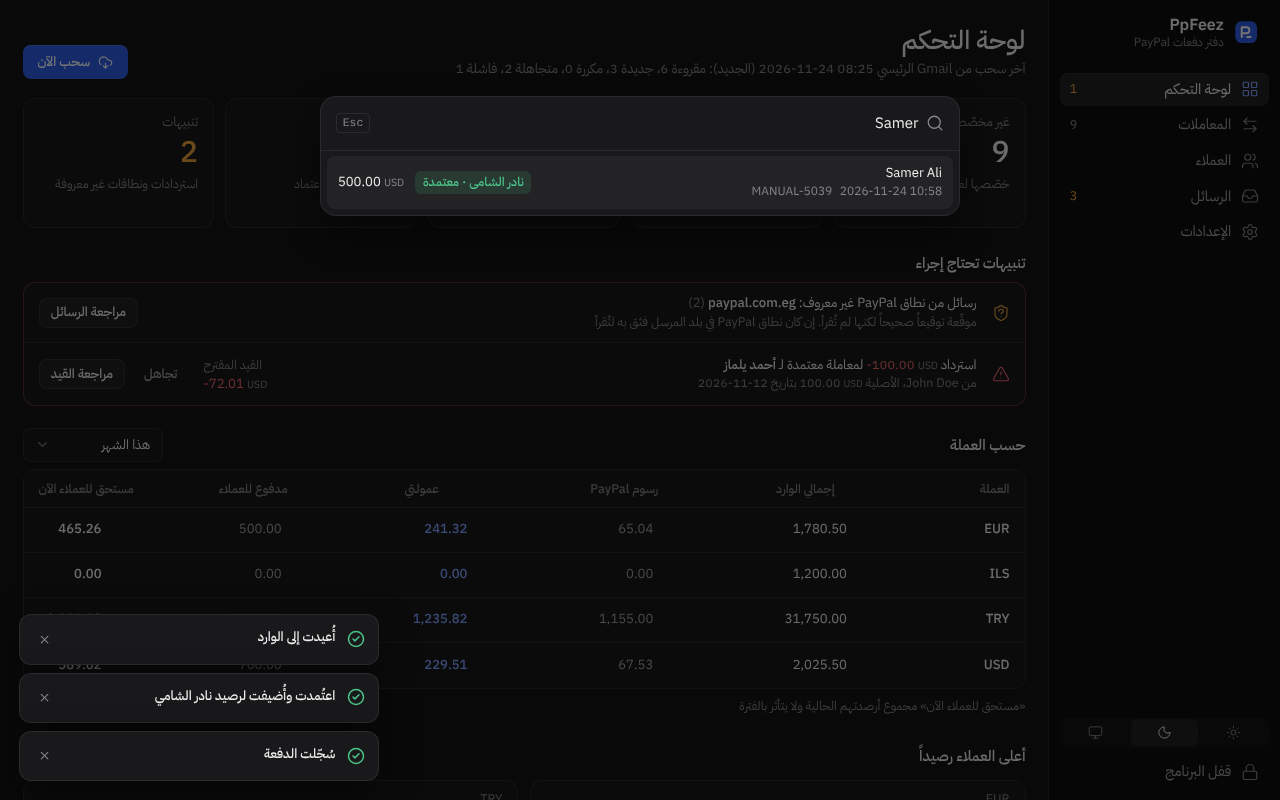 PpFeez
دفتر دفعات PayPal
لوحة التحكم
1
المعاملات
9
العملاء
الرسائل
3
الإعدادات
قفل البرنامج
لوحة التحكم
آخر سحب من Gmail الرئيسي 08:25 24-11-2026 (الجديد): مقروءة 6، جديدة 3، مكررة 0، متجاهلة 2، فاشلة 1
سحب الآن
Samer
Esc
Samer Ali
2026-11-24 10:58
MANUAL-5039
نادر الشامي · معتمدة
500.00 USD
9
تنبيهات
2
استردادات ونطاقات غير معروفة
تنبيهات تحتاج إجراء
رسائل من نطاق PayPal غير معروف: paypal.com.eg (2)
موقّعة توقيعاً صحيحاً لكنها لم تُقرأ. إن كان نطاق PayPal في بلد المرسل فثق به لتُقرأ
مراجعة الرسائل
استرداد -100.00 USD لمعاملة معتمدة لـ أحمد يلماز
من John Doe، الأصلية 100.00 USD بتاريخ 2026-11-12
القيد المقترح
-72.01 USD
تجاهل
مراجعة القيد
حسب العملة
هذا الشهر
العملة إجمالي الوارد رسوم PayPal عمولتي مدفوع للعملاء مستحق للعملاء الآن
EUR 1,780.50 65.04 241.32 500.00 465.26
ILS 1,200.00 0.00 0.00 0.00 0.00
TRY 31,750.00 1,155.00 1,235.82
USD 2,025.50 67.53 229.51
«مستحق للعملاء الآن» مجموع أرصدتهم الحالية ولا يتأثر بالفترة
أعلى العملاء رصيداً
EUR
TRY
أُعيدت إلى الوارد
اعتُمدت وأُضيفت لرصيد نادر الشامي
سُجّلت الدفعة